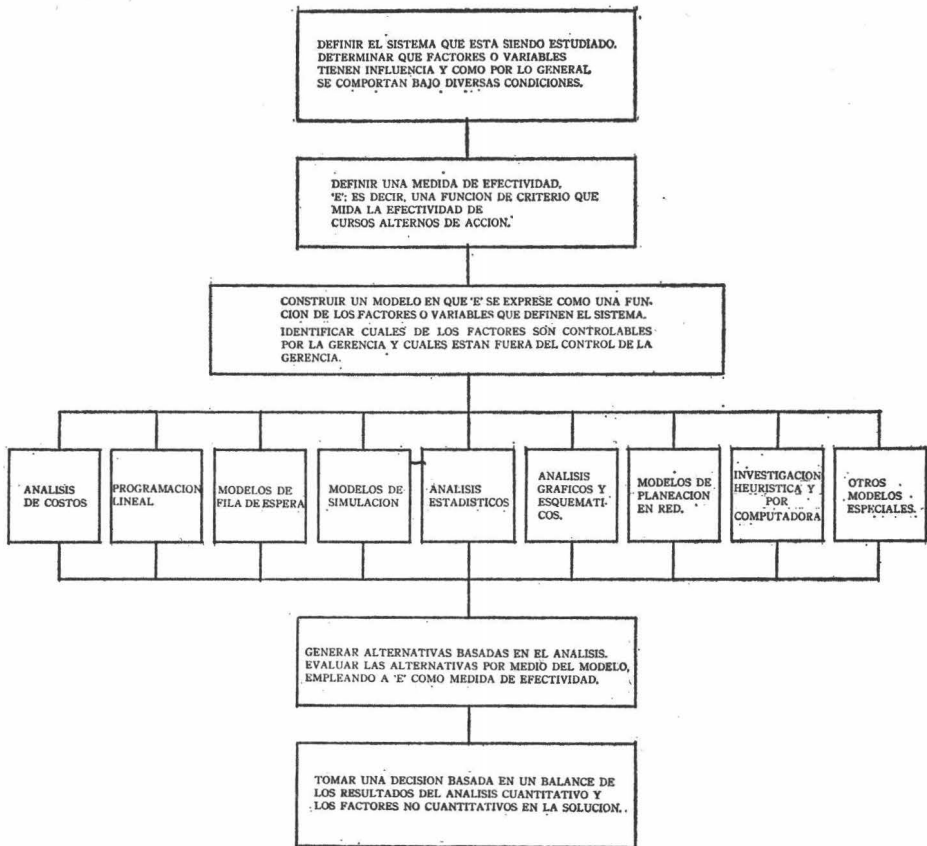 DEFINIR EL SISTEMA QUE ESTA SIENDO ESTUDIADO.
DETERMINAR QUE FACTORES O VARIABLES
TIENEN INFLUENCIA Y COMO POR LO GENERAL
SE COMPORTAN BAJO DIVERSAS CONDICIONES.
DEFINIR UNA MEDIDA DE EFECTIVIDAD,
'E'; ES DECIR, UNA FUNCION DE CRITERIO QUE
MIDA LA EFECTIVIDAD DE
CURSOS ALTERNOS DE ACCION.
CONSTRUIR UN MODELO EN QUE 'E' SE EXPRESE COMO UNA FUN-
CION DE LOS FACTORES O VARIABLES QUE DEFINEN EL SISTEMA.
IDENTIFICAR CUALES DE LOS FACTORES SON CONTROLABLES
POR LA GERENCIA Y CUALES ESTAN FUERA DEL CONTROL DE LA
GERENCIA.
ANALISIS
DE COSTOS
PROGRAMACION
LINEAL
MODELOS DE
FILA DE ESPERA
MODELOS DE
SIMULACION
ANALISIS
ESTADISTICOS
ANALISIS
GRAFICOS Y
ESQUEMATI-
COS.
MODELOS DE
PLANEACION
EN RED.
INVESTIGACION
HEURISTICA Y
POR
COMPUTADORA
OTROS
MODELOS
ESPECIALES.
GENERAR ALTERNATIVAS BASADAS EN EL ANALISIS.
EVALUAR LAS ALTERNATIVAS POR MEDIO DEL MODELO,
EMPLEANDO A 'E' COMO MEDIDA DE EFECTIVIDAD.
TOMAR UNA DECISION BASADA EN UN BALANCE DE
LOS RESULTADOS DEL ANALISIS CUANTITATIVO Y
LOS FACTORES NO CUANTITATIVOS EN LA SOLUCION.